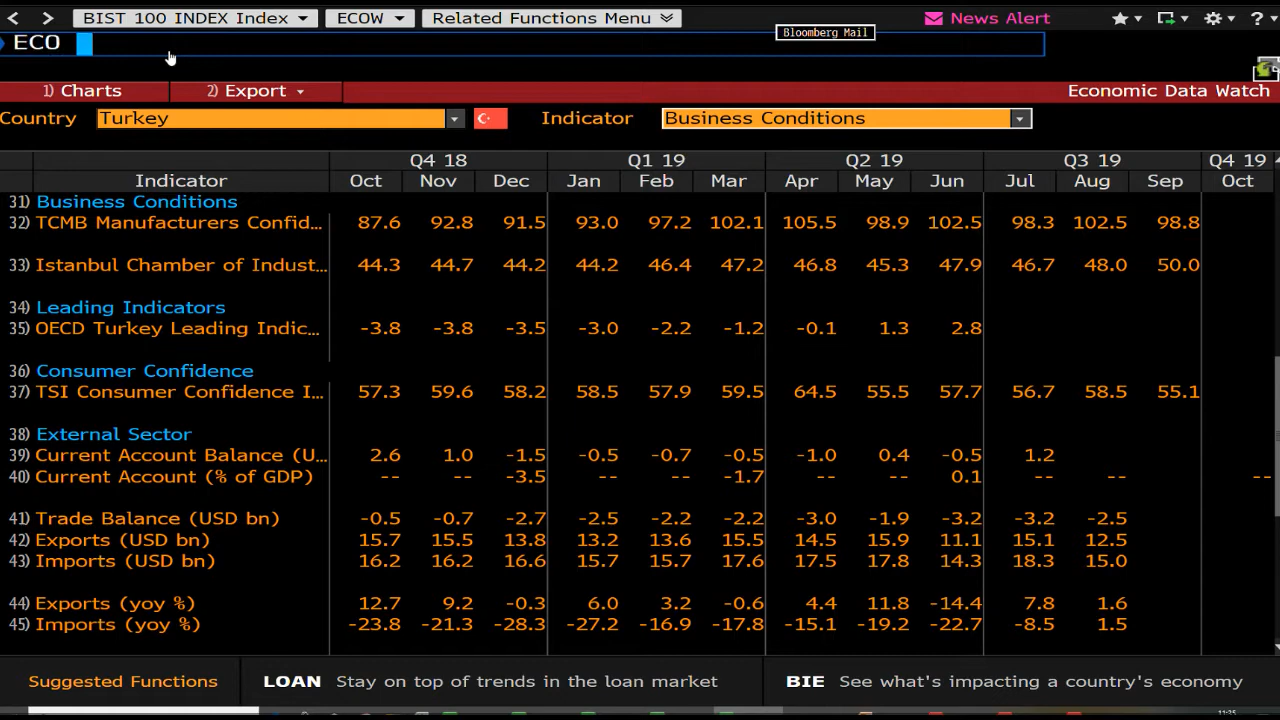 BIST 100 INDEX Index ECOW Related Functions Menu News Alert ?
Bloomberg Mail
ECO
1) Charts 2) Export Economic Data Watch
Country Turkey Indicator Business Conditions
Q4 18 Q1 19 Q2 19 Q3 19 Q4 19
Indicator Oct Nov Dec Jan Feb Mar Apr May Jun Jul Aug Sep Oct
31) Business Conditions
32) TCMB Manufacturers Confid... 87.6 92.8 91.5 93.0 97.2 102.1 105.5 98.9 102.5 98.3 102.5 98.8
33) Istanbul Chamber of Indust... 44.3 44.7 44.2 44.2 46.4 47.2 46.8 45.3 47.9 46.7 48.0 50.0
34) Leading Indicators
35) OECD Turkey Leading Indic... -3.8 -3.8 -3.5 -3.0 -2.2 -1.2 -0.1 1.3 2.8
36) Consumer Confidence
37) TSI Consumer Confidence I... 57.3 59.6 58.2 58.5 57.9 59.5 64.5 55.5 57.7 56.7 58.5 55.1
38) External Sector
39) Current Account Balance (U... 2.6 1.0 -1.5 -0.5 -0.7 -0.5 -1.0 0.4 -0.5 1.2
40) Current Account (% of GDP) -- -- -3.5 -- -- -1.7 -- -- 0.1 -- -- --
41) Trade Balance (USD bn) -0.5 -0.7 -2.7 -2.5 -2.2 -2.2 -3.0 -1.9 -3.2 -3.2 -2.5
42) Exports (USD bn) 15.7 15.5 13.8 13.2 13.6 15.5 14.5 15.9 11.1 15.1 12.5
43) Imports (USD bn) 16.2 16.2 16.6 15.7 15.7 17.6 17.5 17.8 14.3 18.3 15.0
44) Exports (yoy %) 12.7 9.2 -0.3 6.0 3.2 -0.6 4.4 11.8 -14.4 7.8 1.6
45) Imports (yoy %) -23.8 -21.3 -28.3 -27.2 -16.9 -17.8 -15.1 -19.2 -22.7 -8.5 1.5
Suggested Functions LOAN Stay on top of trends in the loan market BIE See what's impacting a country's economy